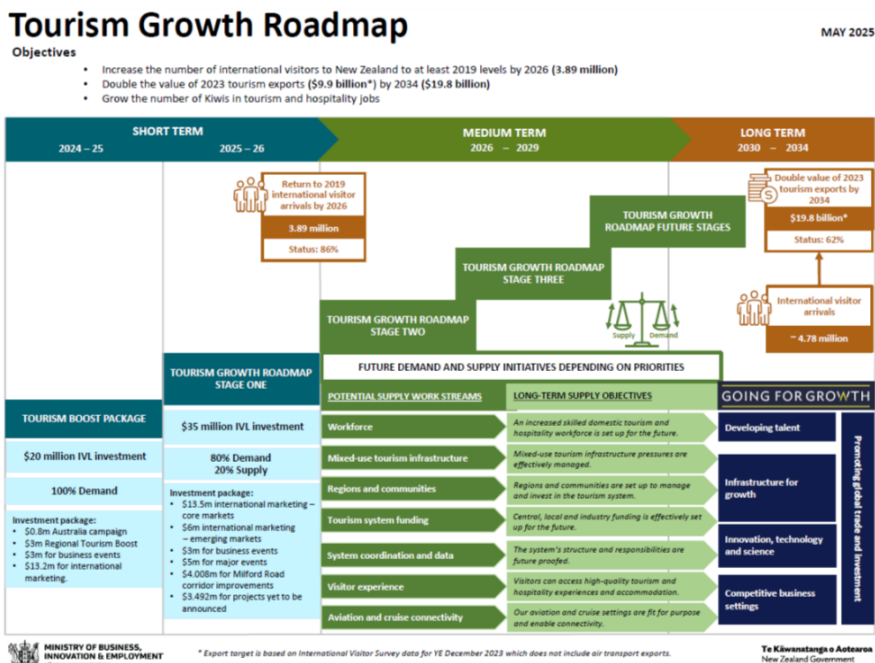 Tourism Growth Roadmap
MAY 2025
Objectives
• Increase the number of international visitors to New Zealand to at least 2019 levels by 2026 (3.89 million)
• Double the value of 2023 tourism exports ($9.9 billion*) by 2034 ($19.8 billion)
• Grow the number of Kiwis in tourism and hospitality jobs
SHORT TERM
2024 – 25
2025 – 26
MEDIUM TERM
2026 – 2029
LONG TERM
2030 – 2034
Return to 2019
international visitor
arrivals by 2026
3.89 million
Status: 86%
Double value of 2023
tourism exports by
2034
$19.8 billion*
Status: 62%
International visitor
arrivals
~ 4.78 million
TOURISM GROWTH
ROADMAP FUTURE STAGES
TOURISM GROWTH ROADMAP
STAGE THREE
TOURISM GROWTH ROADMAP
STAGE TWO
Supply
Demand
TOURISM GROWTH ROADMAP
STAGE ONE
FUTURE DEMAND AND SUPPLY INITIATIVES DEPENDING ON PRIORITIES
TOURISM BOOST PACKAGE
$20 million IVL investment
100% Demand
Investment package:
• $0.8m Australia campaign
• $3m Regional Tourism Boost
• $3m for business events
• $13.2m for international
marketing.
$35 million IVL investment
80% Demand
20% Supply
Investment package:
• $13.5m international marketing –
core markets
• $6m international marketing
– emerging markets
• $3m for business events
• $5m for major events
• $4.008m for Milford Road
corridor improvements
• $3.492m for projects yet to be
announced
POTENTIAL SUPPLY WORK STREAMS
LONG-TERM SUPPLY OBJECTIVES
Workforce
An increased skilled domestic tourism and
hospitality workforce is set up for the future.
Mixed-use tourism infrastructure
Mixed-use tourism infrastructure pressures are
effectively managed.
Regions and communities
Regions and communities are set up to manage
and invest in the tourism system.
Tourism system funding
Central, local and industry funding is effectively set
up for the future.
System coordination and data
The system's structure and responsibilities are
future proofed.
Visitor experience
Visitors can access high-quality tourism and
hospitality experiences and accommodation.
Aviation and cruise connectivity
Our aviation and cruise settings are fit for purpose
and enable connectivity.
GOING FOR GROWTH
Developing talent
Infrastructure for
growth
Innovation, technology
and science
Competitive business
settings
Promoting global trade and investment
MINISTRY OF BUSINESS,
INNOVATION & EMPLOYMENT
* Export target is based on International Visitor Survey data for YE December 2023 which does not include air transport exports.
Te Kāwanatanga o Aotearoa
New Zealand Government